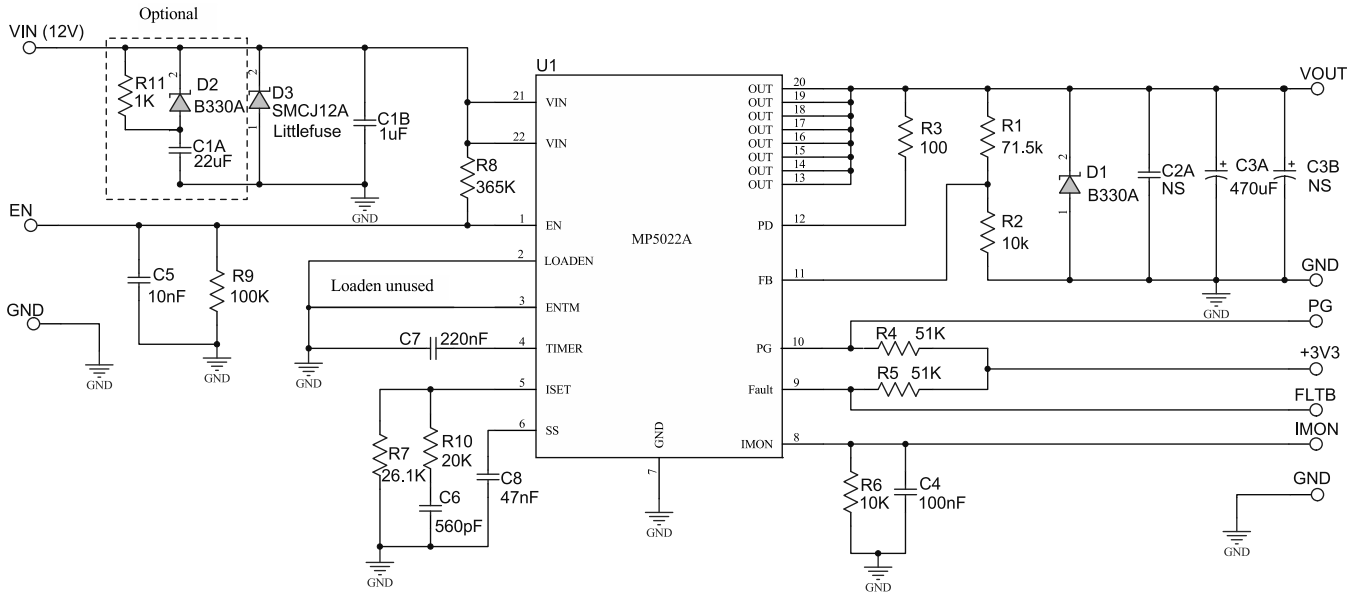 Optional
VIN (12V)
R11
1K
2
D2
B330A
2
D3
SMCJ12A
Littlefuse
1
C1A
22uF
C1B
1uF
GND
R8
365K
EN
C5
10nF
R9
100K
GND
GND
GND
Loaden unused
C7
220nF
GND
R7
26.1K
R10
20K
C6
560pF
C8
47nF
GND
U1
MP5022A
21
VIN
22
VIN
1
EN
2
LOADEN
3
ENTM
4
TIMER
5
ISET
6
SS
GND
7
GND
OUT
20
OUT
19
OUT
18
OUT
17
OUT
16
OUT
15
OUT
14
OUT
13
PD
12
FB
11
PG
10
Fault
9
IMON
8
VOUT
R3
100
R1
71.5k
R2
10k
2
D1
B330A
1
C2A
NS
+
C3A
470uF
+
C3B
NS
GND
GND
PG
R4
51K
+3V3
R5
51K
FLTB
IMON
R6
10K
C4
100nF
GND
GND
GND